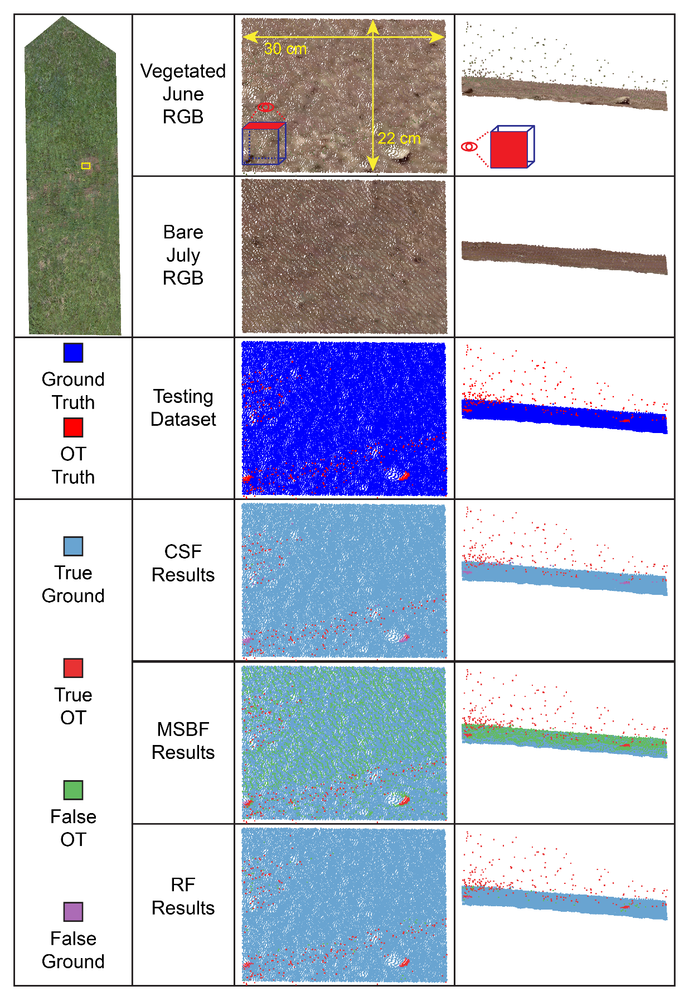 Vegetated
June
RGB
30 cm
22 cm
Bare
July
RGB
Ground
Truth
OT
Truth
Testing
Dataset
True
Ground
True
OT
False
OT
False
Ground
CSF
Results
MSBF
Results
RF
Results